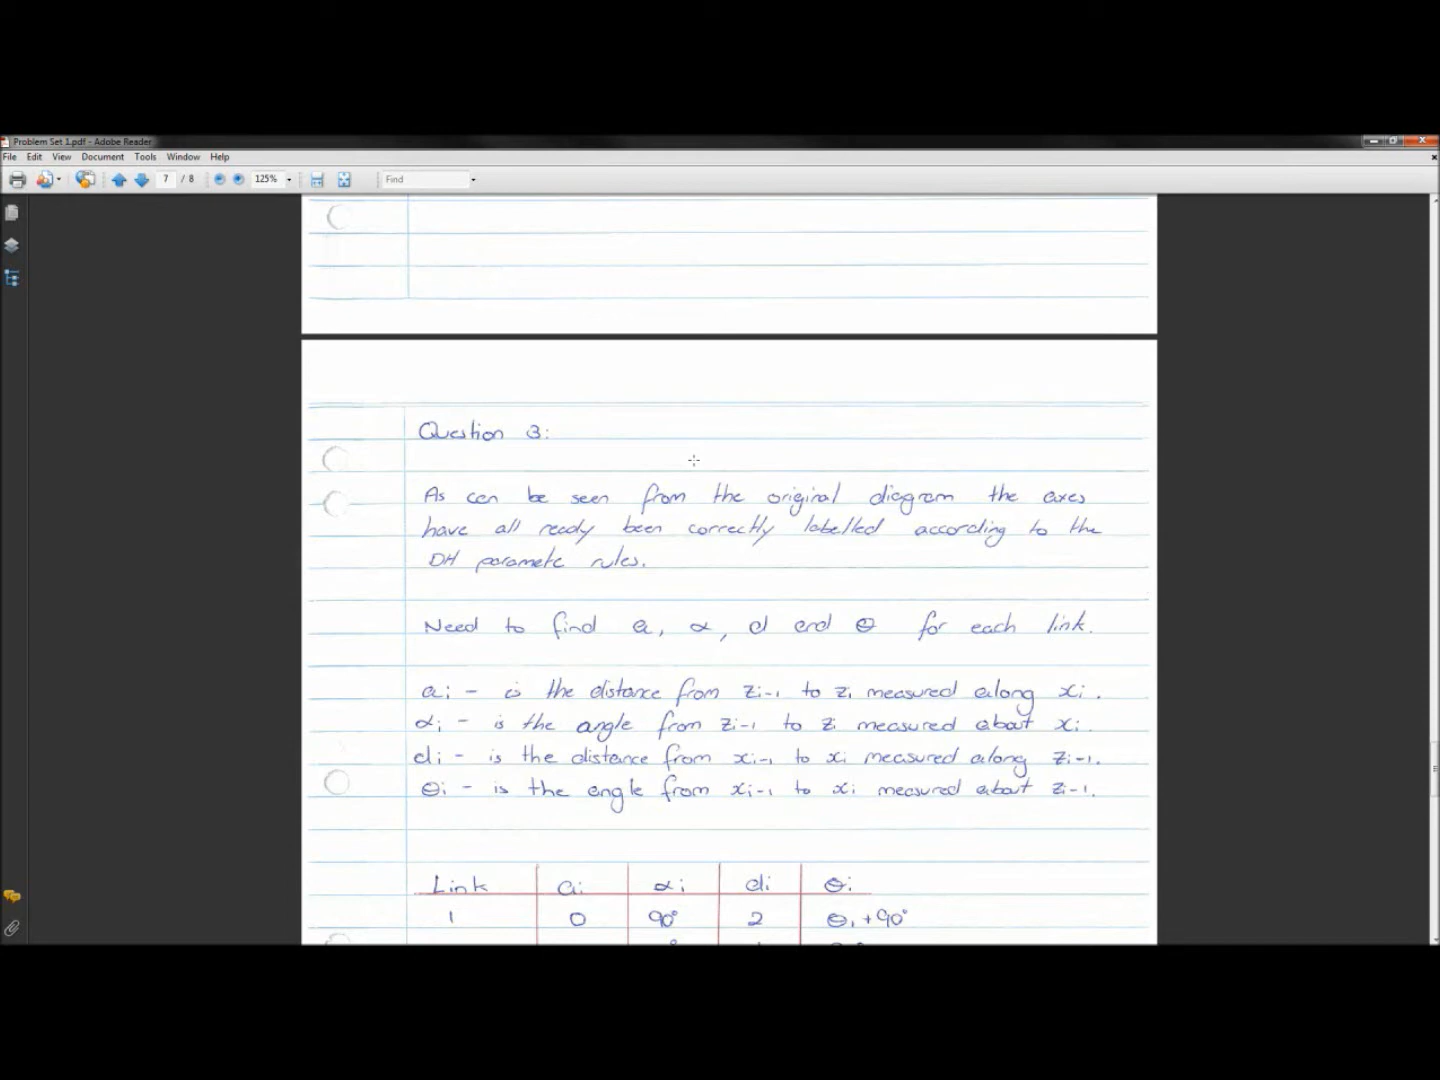 Problem Set 1.pdf - Adobe Reader
File Edit View Document Tools Window Help
7 / 8 125% Find
Question 3:
As can be seen from the original diagram the axes
have all ready been correctly labelled according to the
DH paramete rules.
Need to find a, α, d and θ for each link.
ai - is the distance from zi-1 to zi measured along xi.
αi - is the angle from zi-1 to zi measured about xi.
di - is the distance from xi-1 to xi measured along zi-1.
θi - is the angle from xi-1 to xi measured about zi-1.
Link ai αi di θi
1 0 90° 2 θ1 +90°